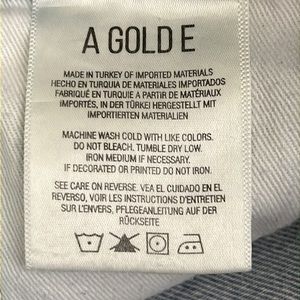 A GOLD E
MADE IN TURKEY OF IMPORTED MATERIALS
HECHO EN TURQUIA DE MATERIALES IMPORTADOS
FABRIQUÉ EN TURQUIE A PARTIR DE MATÉRIAUX
IMPORTÉS, IN DER TÜRKEI HERGESTELLT MIT
IMPORTIERTEN MATERIALIEN
MACHINE WASH COLD WITH LIKE COLORS.
DO NOT BLEACH. TUMBLE DRY LOW.
IRON MEDIUM IF NECESSARY.
IF DECORATED OR PRINTED DO NOT IRON.
SEE CARE ON REVERSE. VEA EL CUIDADO EN EL
REVERSO, VOIR LES INSTRUCTIONS D'ENTRETIEN
SUR L'ENVERS, PFLEGEANLEITUNG AUF DER
RÜCKSEITE